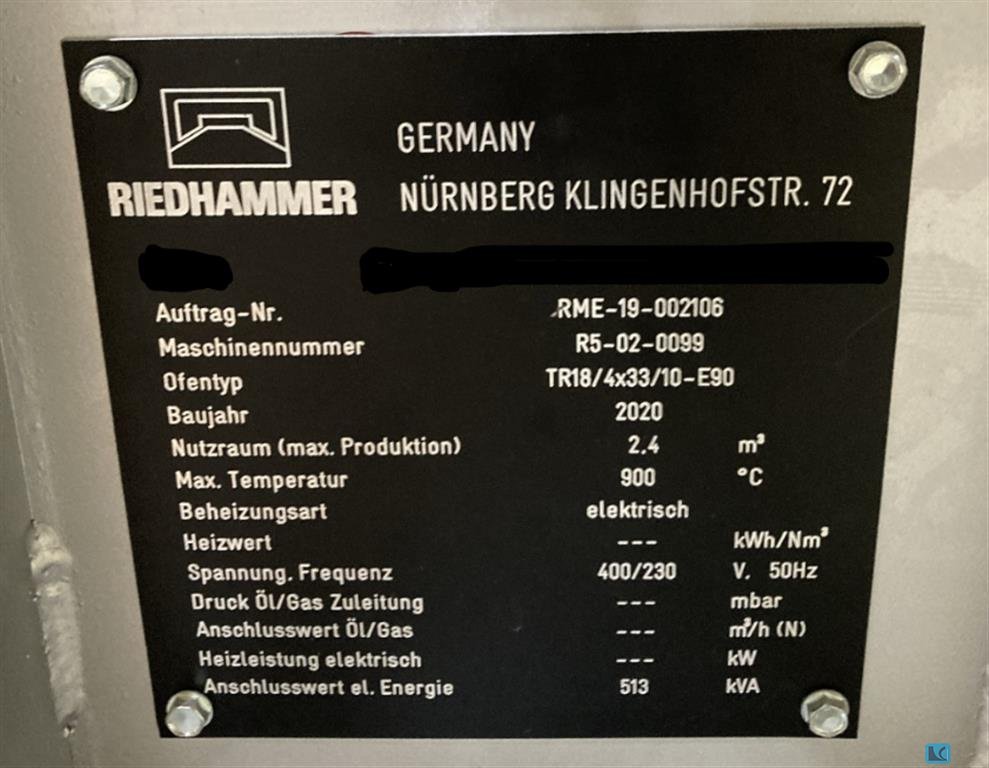 GERMANY
RIEDHAMMER NÜRNBERG KLINGENHOFSTR. 72
Auftrag-Nr. RME-19-002106
Maschinennummer R5-02-0099
Ofentyp TR18/4x33/10-E90
Baujahr 2020
Nutzraum (max. Produktion) 2.4 m³
Max. Temperatur 900 °C
Beheizungsart elektrisch
Heizwert --- kWh/Nm³
Spannung. Frequenz 400/230 V. 50Hz
Druck Öl/Gas Zuleitung --- mbar
Anschlusswert Öl/Gas --- m³/h (N)
Heizleistung elektrisch --- kW
Anschlusswert el. Energie 513 kVA